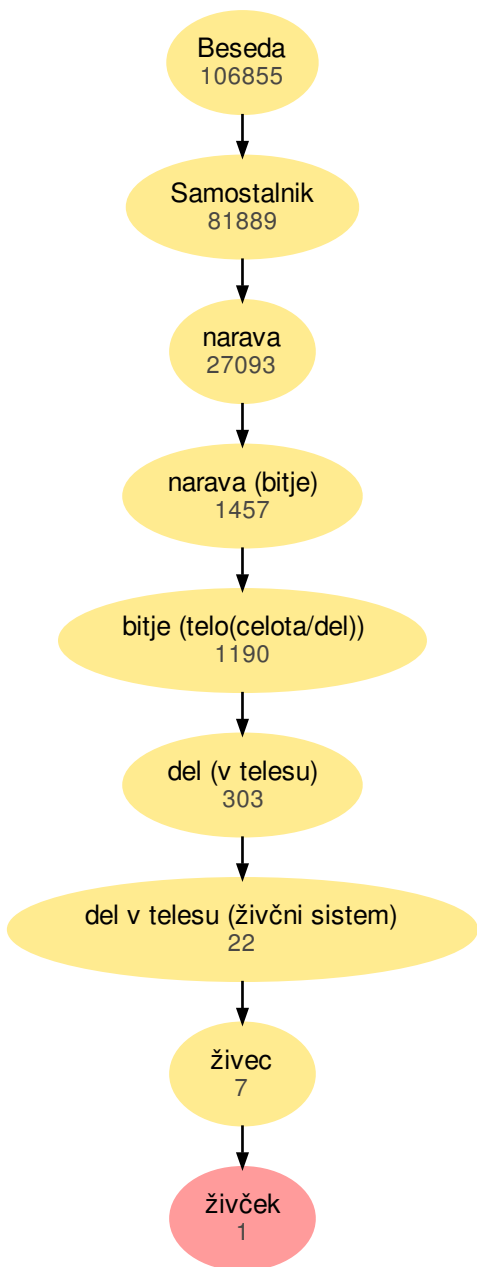 Beseda
106855
Samostalnik
81889
narava
27093
narava (bitje)
1457
bitje (telo(celota/del))
1190
del (v telesu)
303
del v telesu (živčni sistem)
22
živec
7
živček
1